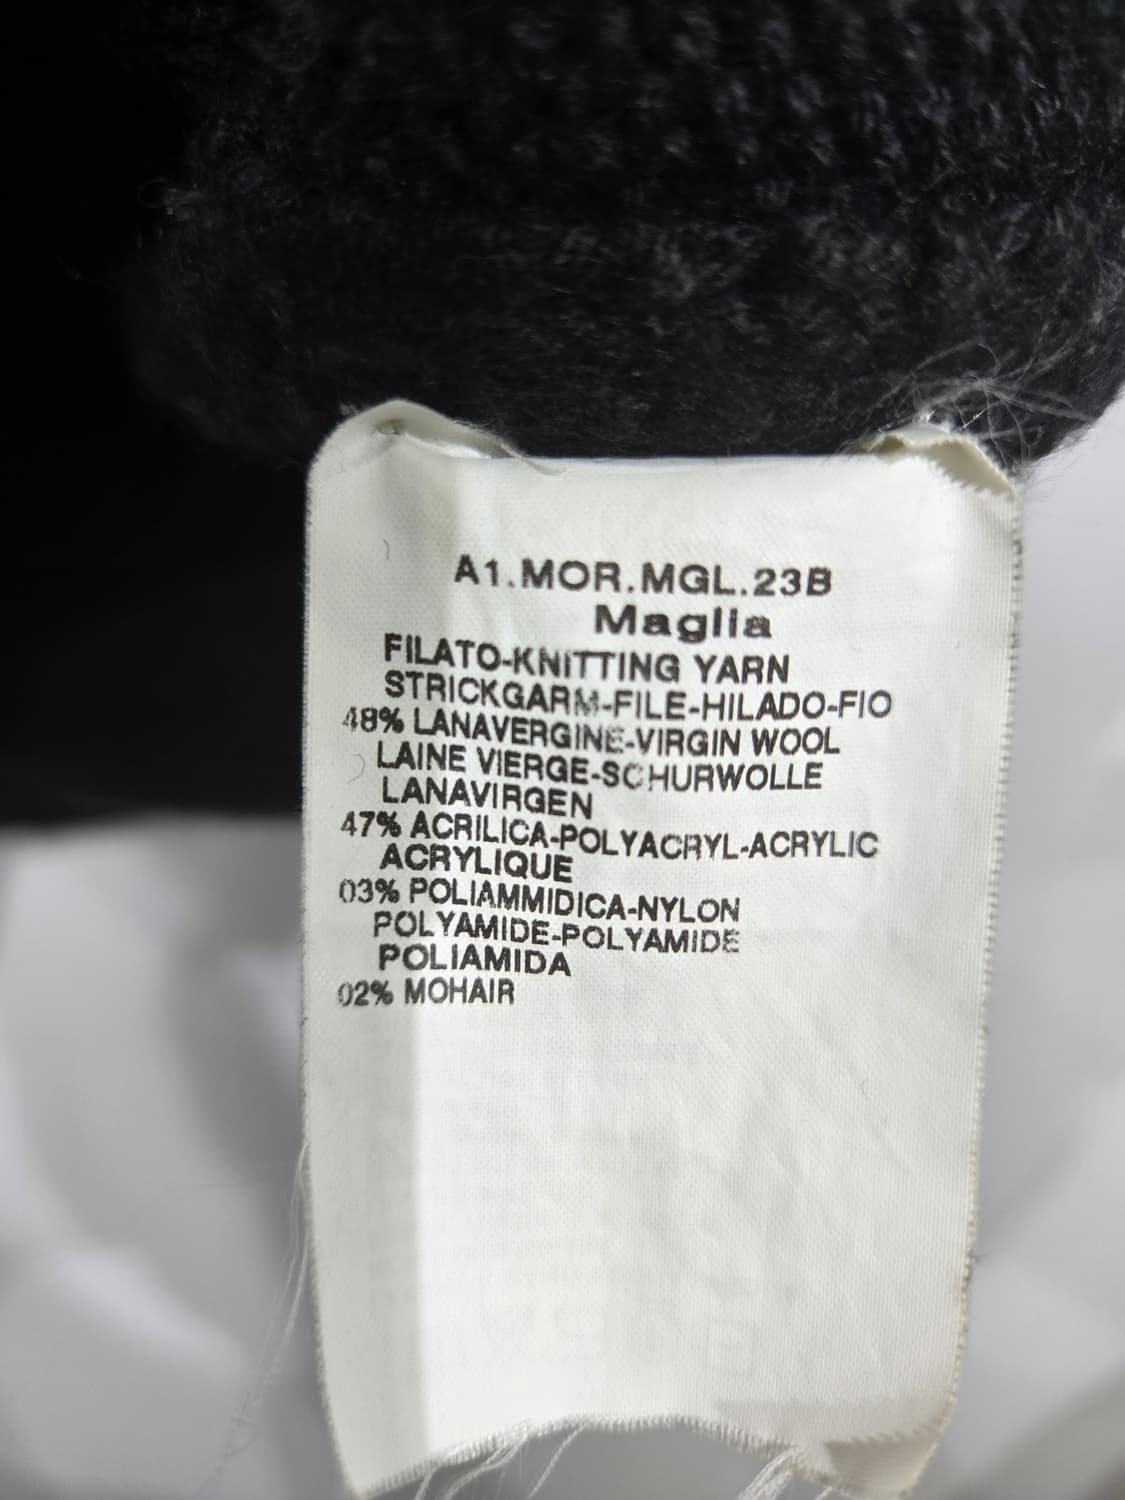 A1.MOR.MGL.23B
Maglia
FILATO-KNITTING YARN
STRICKGARM-FILE-HILADO-FIO
48% LANAVERGINE-VIRGIN WOOL
LAINE VIERGE-SCHURWOLLE
LANAVIRGEN
47% ACRILICA-POLYACRYL-ACRYLIC
ACRYLIQUE
03% POLIAMMIDICA-NYLON
POLYAMIDE-POLYAMIDE
POLIAMIDA
02% MOHAIR